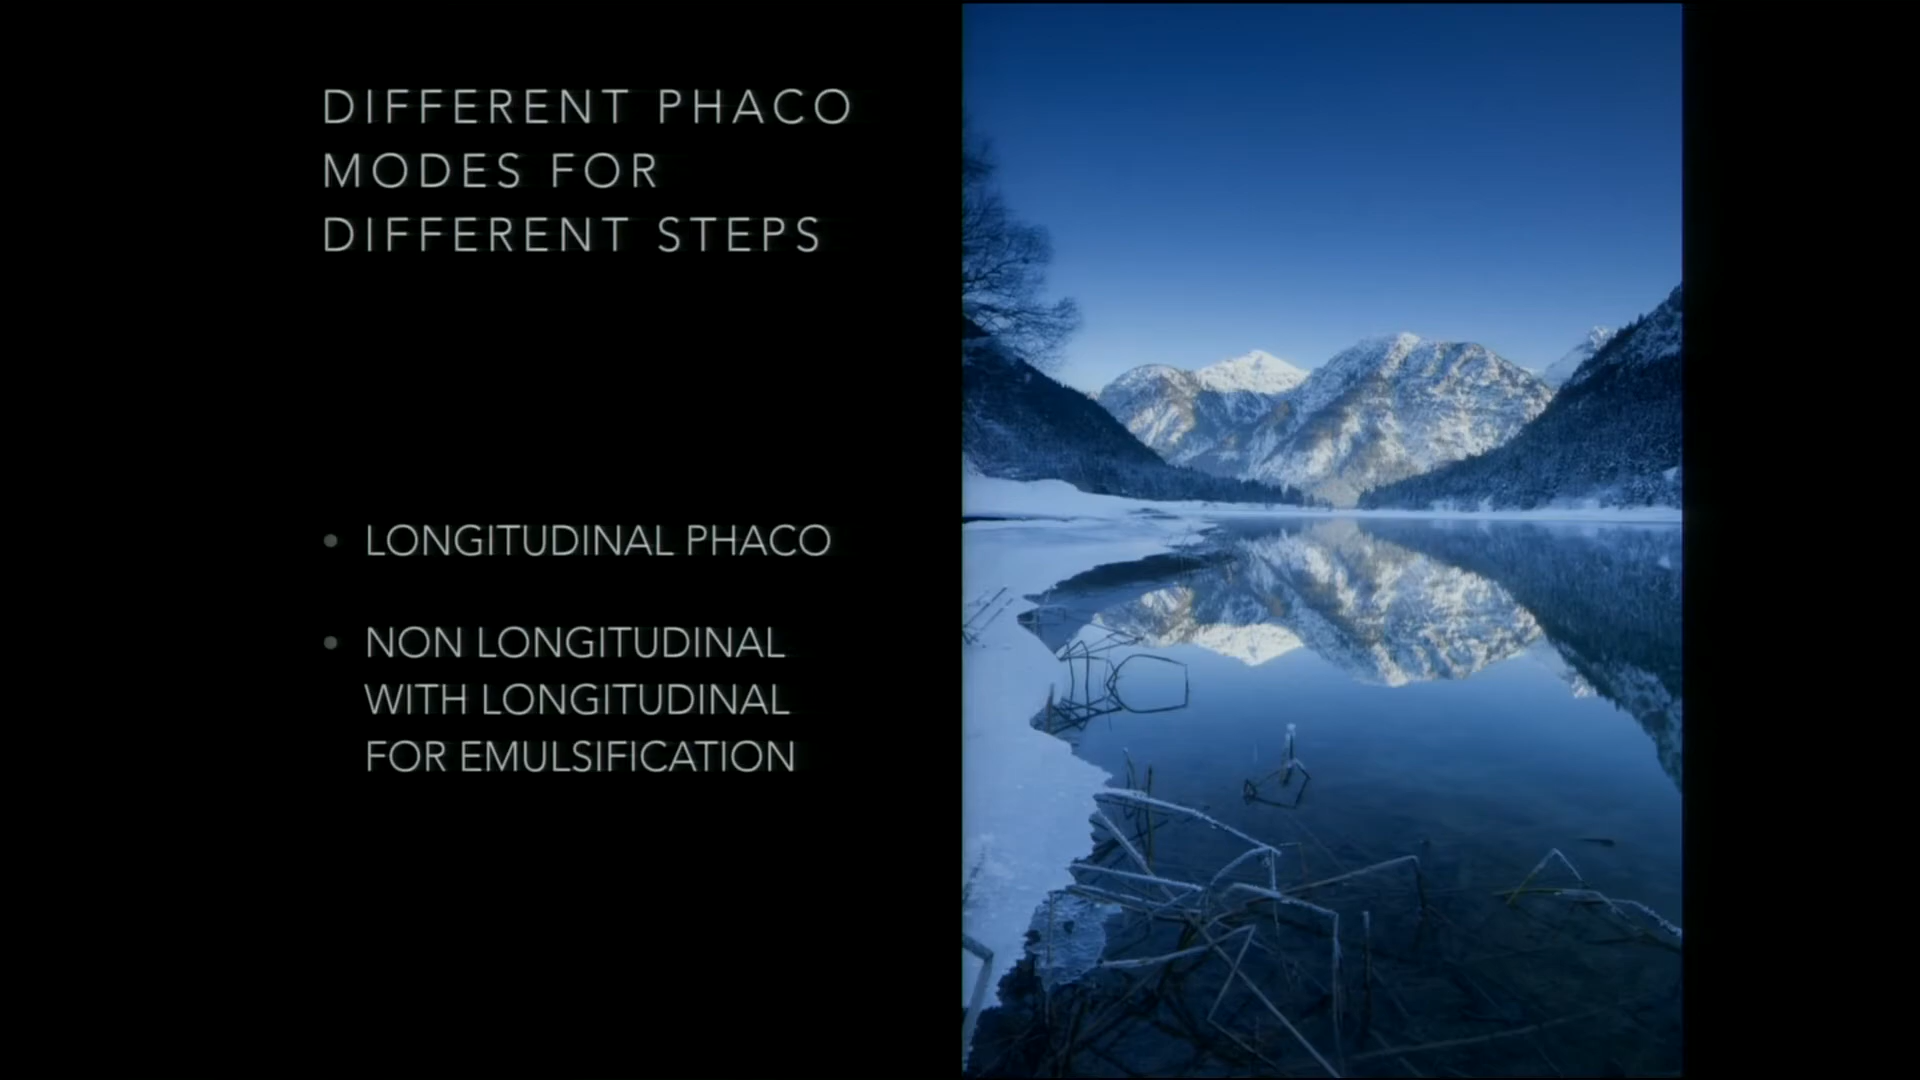 DIFFERENT PHACO
MODES FOR
DIFFERENT STEPS
• LONGITUDINAL PHACO
• NON LONGITUDINAL
WITH LONGITUDINAL
FOR EMULSIFICATION